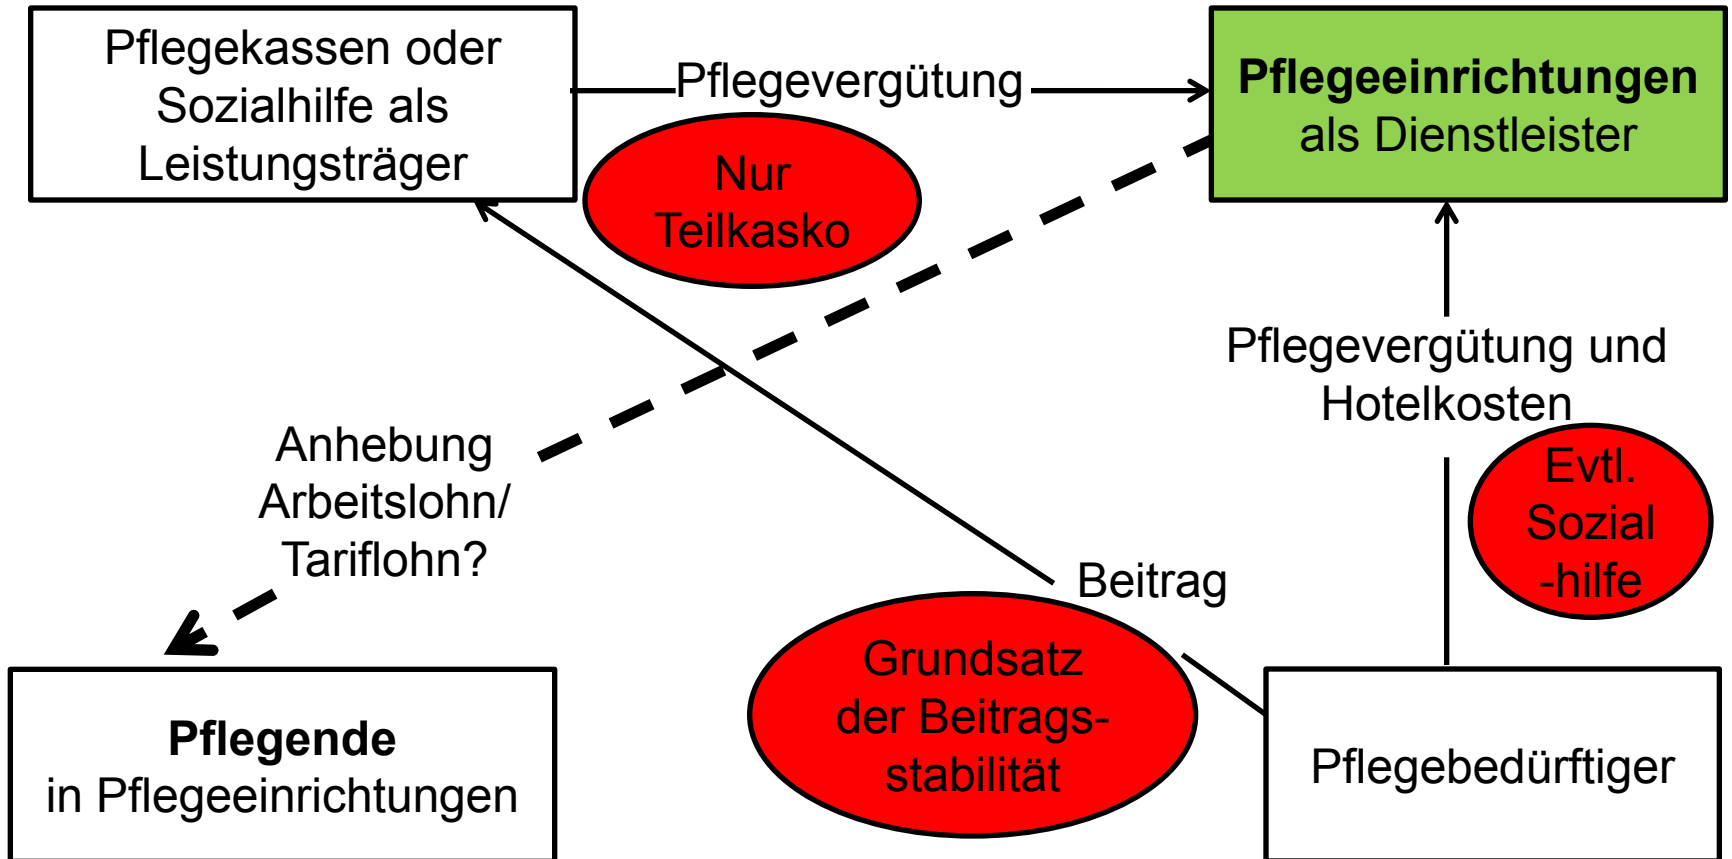 Pflegekassen oder
Sozialhilfe als
Leistungsträger
Pflegevergütung
Pflegeeinrichtungen
als Dienstleister
Nur
Teilkasko
Pflegevergütung und
Hotelkosten
Anhebung
Arbeitslohn/
Tariflohn?
Evtl.
Sozial
-hilfe
Beitrag
Grundsatz
der Beitrags-
stabilität
Pflegende
in Pflegeeinrichtungen
Pflegebedürftiger